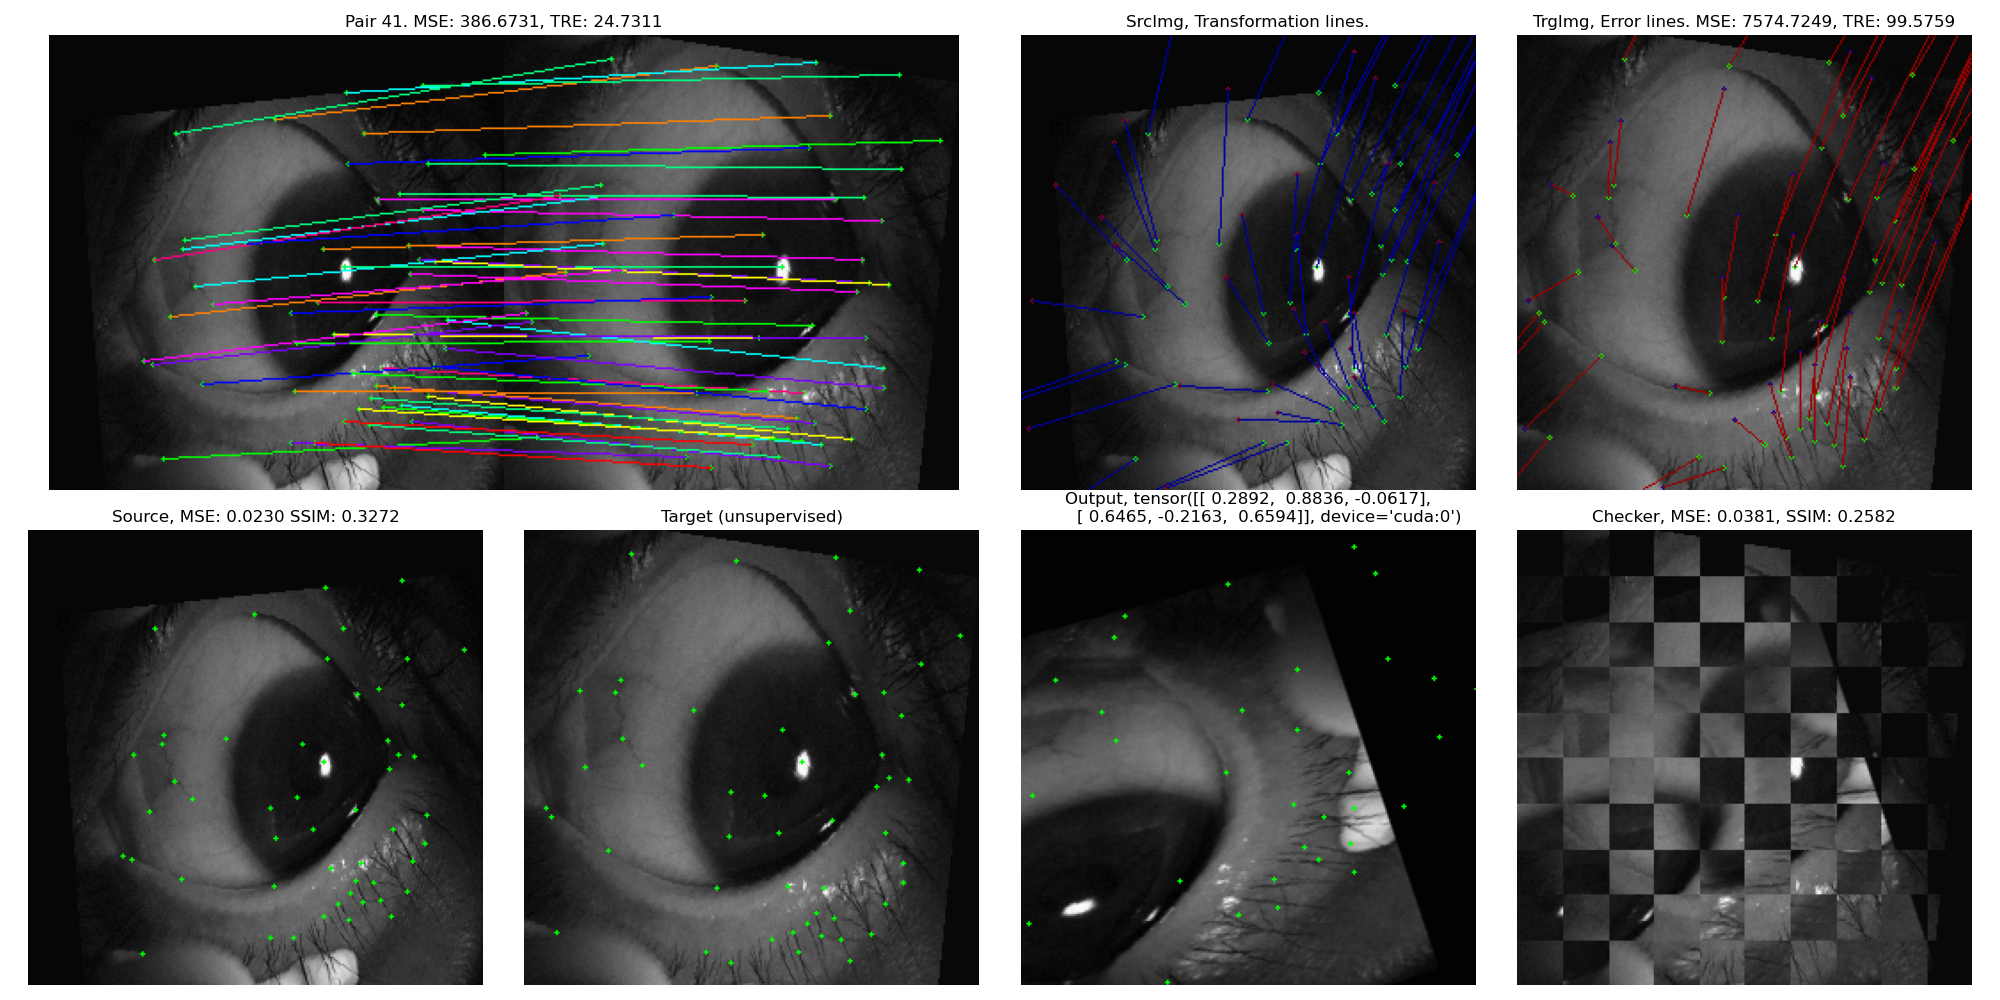 Pair 41. MSE: 386.6731, TRE: 24.7311
SrcImg, Transformation lines.
TrgImg, Error lines. MSE: 7574.7249, TRE: 99.5759
Source, MSE: 0.0230 SSIM: 0.3272
Target (unsupervised)
Output, tensor([[ 0.2892,  0.8836, -0.0617],
[ 0.6465, -0.2163,  0.6594]], device='cuda:0')
Checker, MSE: 0.0381, SSIM: 0.2582